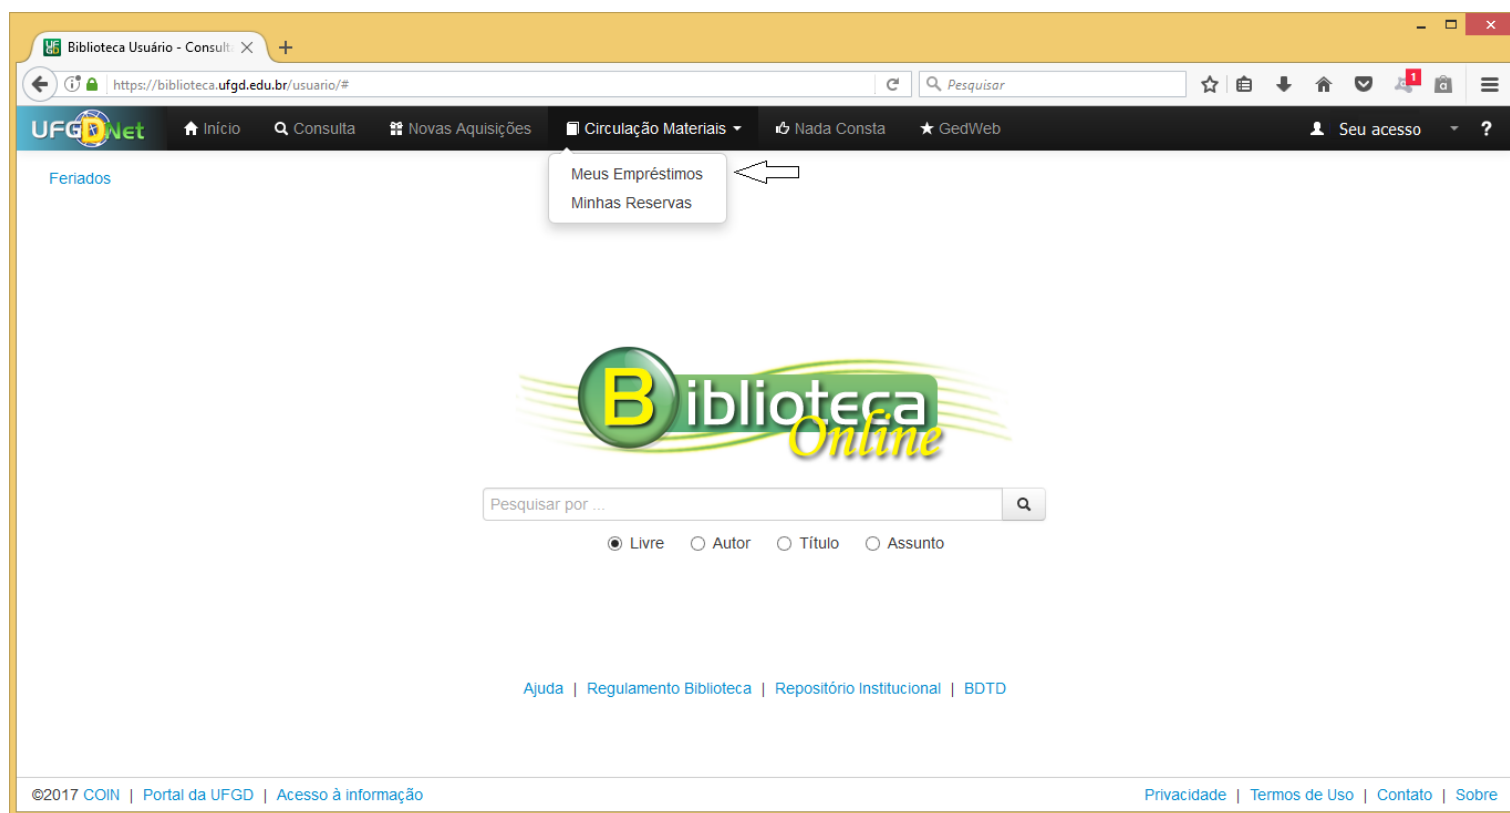 Biblioteca Usuário - Consult
https://biblioteca.ufgd.edu.br/usuario/#
Pesquisar
1
UFGDNet Início Consulta Novas Aquisições Circulação Materiais Nada Consta GedWeb Seu acesso ?
Feriados
Meus Empréstimos
Minhas Reservas
Biblioteca
Online
Pesquisar por ...
Livre Autor Título Assunto
Ajuda | Regulamento Biblioteca | Repositório Institucional | BDTD
©2017 COIN | Portal da UFGD | Acesso à informação Privacidade | Termos de Uso | Contato | Sobre